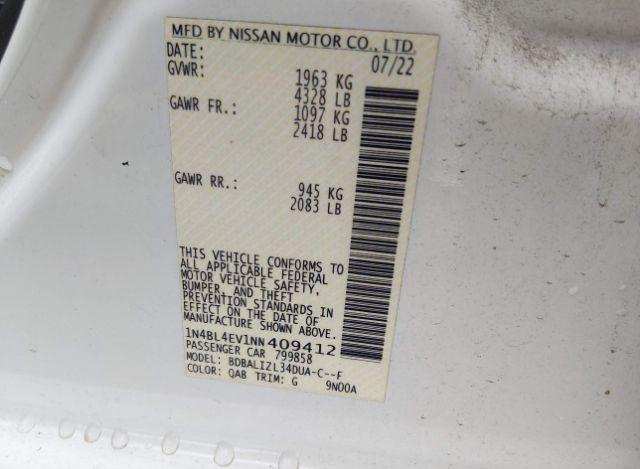 MFD BY NISSAN MOTOR CO., LTD.
DATE: 07/22
GVWR: 1963 KG
4328 LB
GAWR FR.: 1097 KG
2418 LB
GAWR RR.: 945 KG
2083 LB
THIS VEHICLE CONFORMS TO
ALL APPLICABLE FEDERAL
MOTOR VEHICLE SAFETY,
BUMPER, AND THEFT
PREVENTION STANDARDS IN
EFFECT ON THE DATE OF
MANUFACTURE SHOWN ABOVE.
1N4BL4EV1NN409412
PASSENGER CAR 799858
MODEL: BDBALIZL34DUA-C--F
COLOR: QAB TRIM: G 9N00A